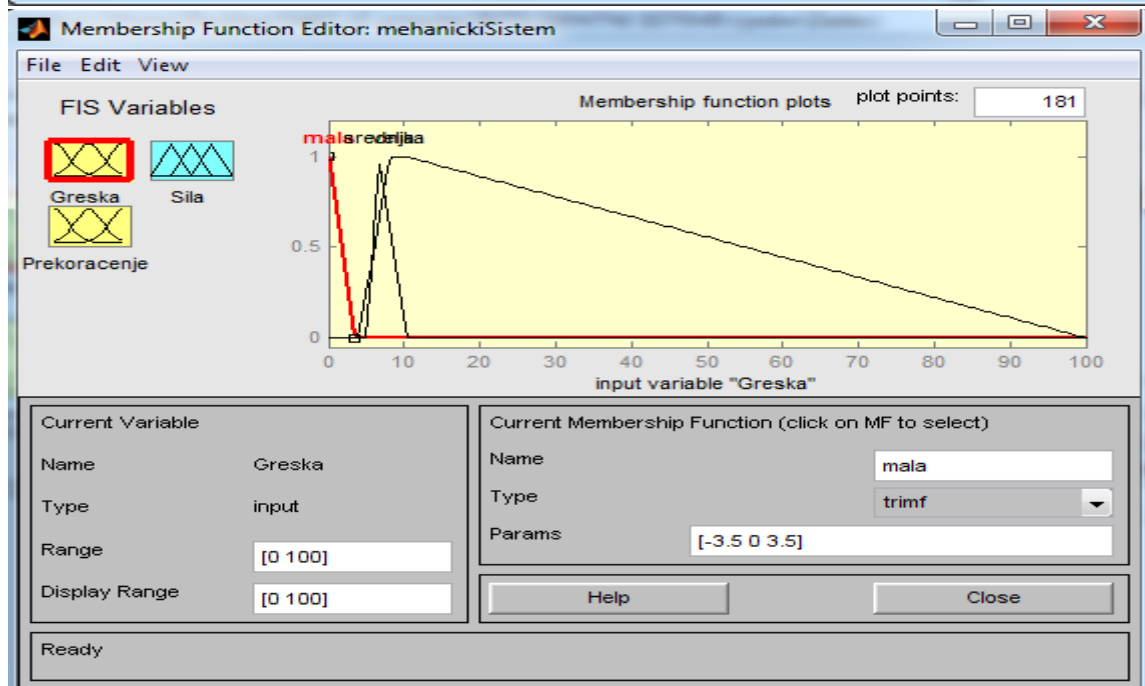 Membership Function Editor: mehanickiSistem
File Edit View
FIS Variables
Membership function plots plot points: 181
Greska Sila
Prekoracenje
mala srednja velika
1
0.5
0
0 10 20 30 40 50 60 70 80 90 100
input variable "Greska"
Current Variable
Name Greska
Type input
Range [0 100]
Display Range [0 100]
Current Membership Function (click on MF to select)
Name mala
Type trimf
Params [-3.5 0 3.5]
Help Close
Ready